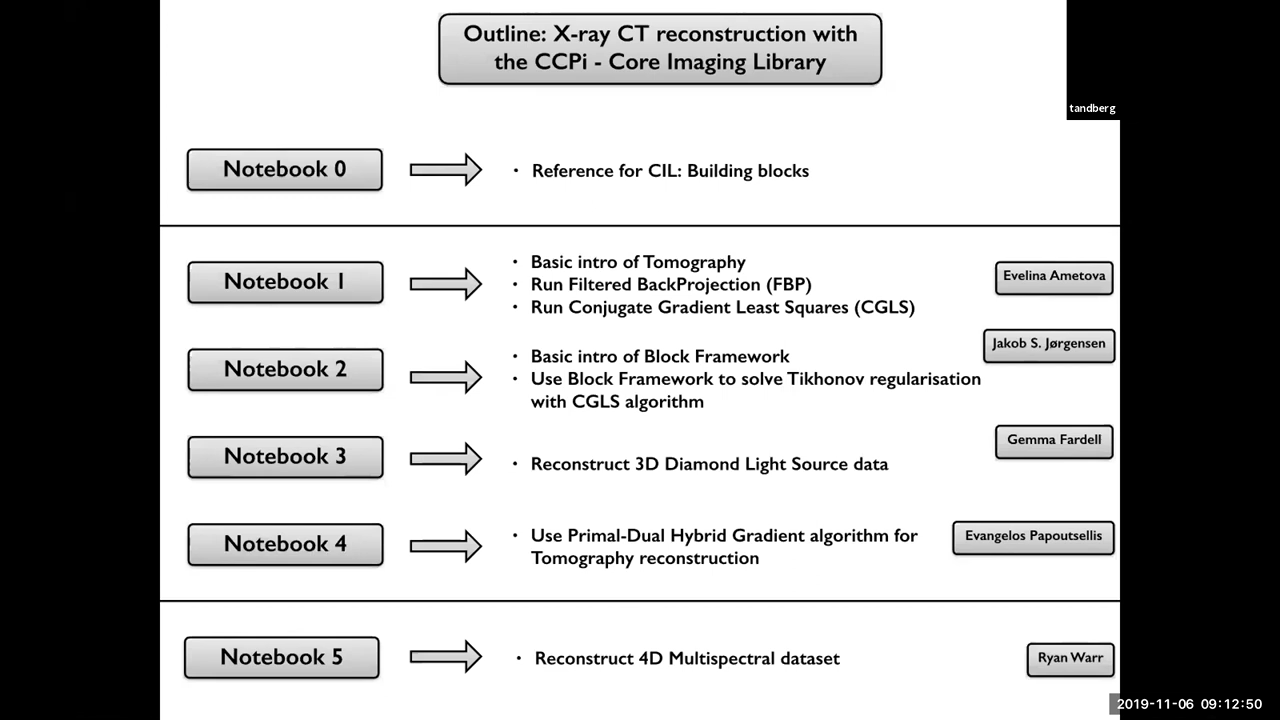 Outline: X-ray CT reconstruction with
the CCPi - Core Imaging Library
tandberg
Notebook 0
• Reference for CIL: Building blocks
Notebook 1
• Basic intro of Tomography
• Run Filtered BackProjection (FBP)
• Run Conjugate Gradient Least Squares (CGLS)
Evelina Ametova
Notebook 2
• Basic intro of Block Framework
• Use Block Framework to solve Tikhonov regularisation
with CGLS algorithm
Jakob S. Jørgensen
Notebook 3
• Reconstruct 3D Diamond Light Source data
Gemma Fardell
Notebook 4
• Use Primal-Dual Hybrid Gradient algorithm for
Tomography reconstruction
Evangelos Papoutsellis
Notebook 5
• Reconstruct 4D Multispectral dataset
Ryan Warr
2019-11-06 09:12:50